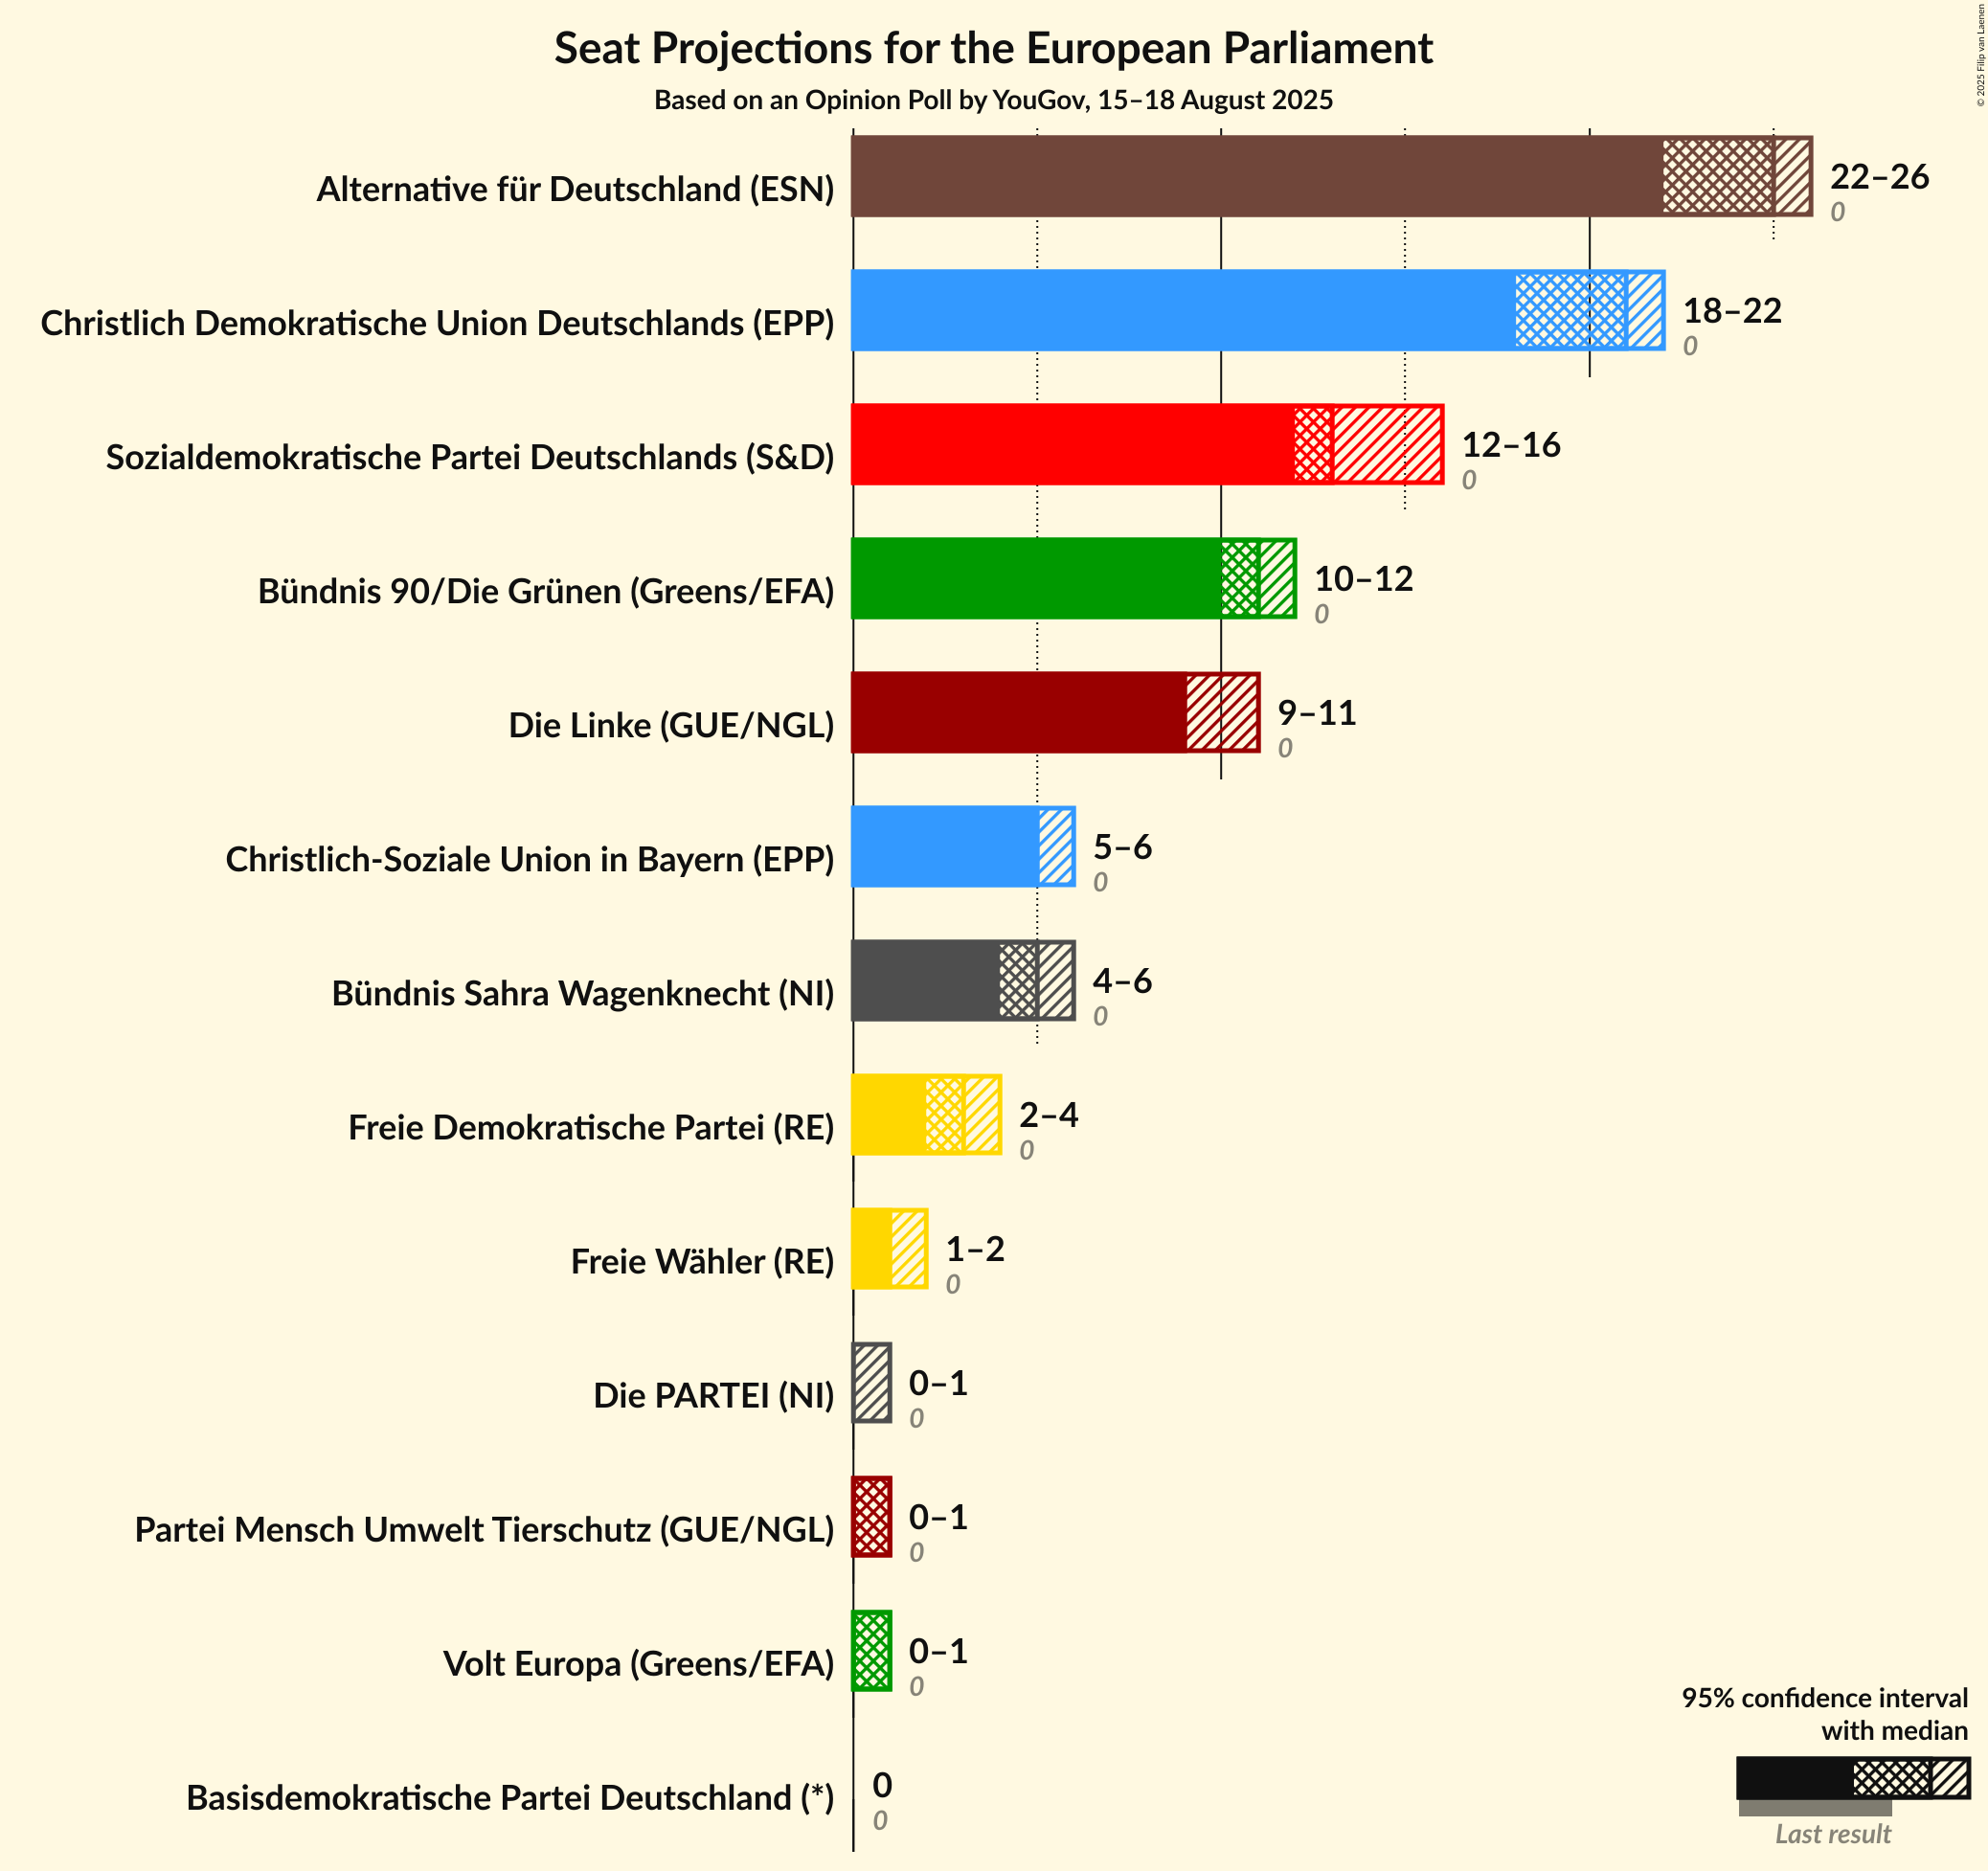 Seat Projections for the European Parliament
Based on an Opinion Poll by YouGov, 15–18 August 2025
© 2025 Filip van Laenen
Alternative für Deutschland (ESN)
22–26
0
Christlich Demokratische Union Deutschlands (EPP)
18–22
0
Sozialdemokratische Partei Deutschlands (S&D)
12–16
0
Bündnis 90/Die Grünen (Greens/EFA)
10–12
0
Die Linke (GUE/NGL)
9–11
0
Christlich-Soziale Union in Bayern (EPP)
5–6
0
Bündnis Sahra Wagenknecht (NI)
4–6
0
Freie Demokratische Partei (RE)
2–4
0
Freie Wähler (RE)
1–2
0
Die PARTEI (NI)
0–1
0
Partei Mensch Umwelt Tierschutz (GUE/NGL)
0–1
0
Volt Europa (Greens/EFA)
0–1
0
Basisdemokratische Partei Deutschland (*)
0
0
95% confidence interval
with median
Last result